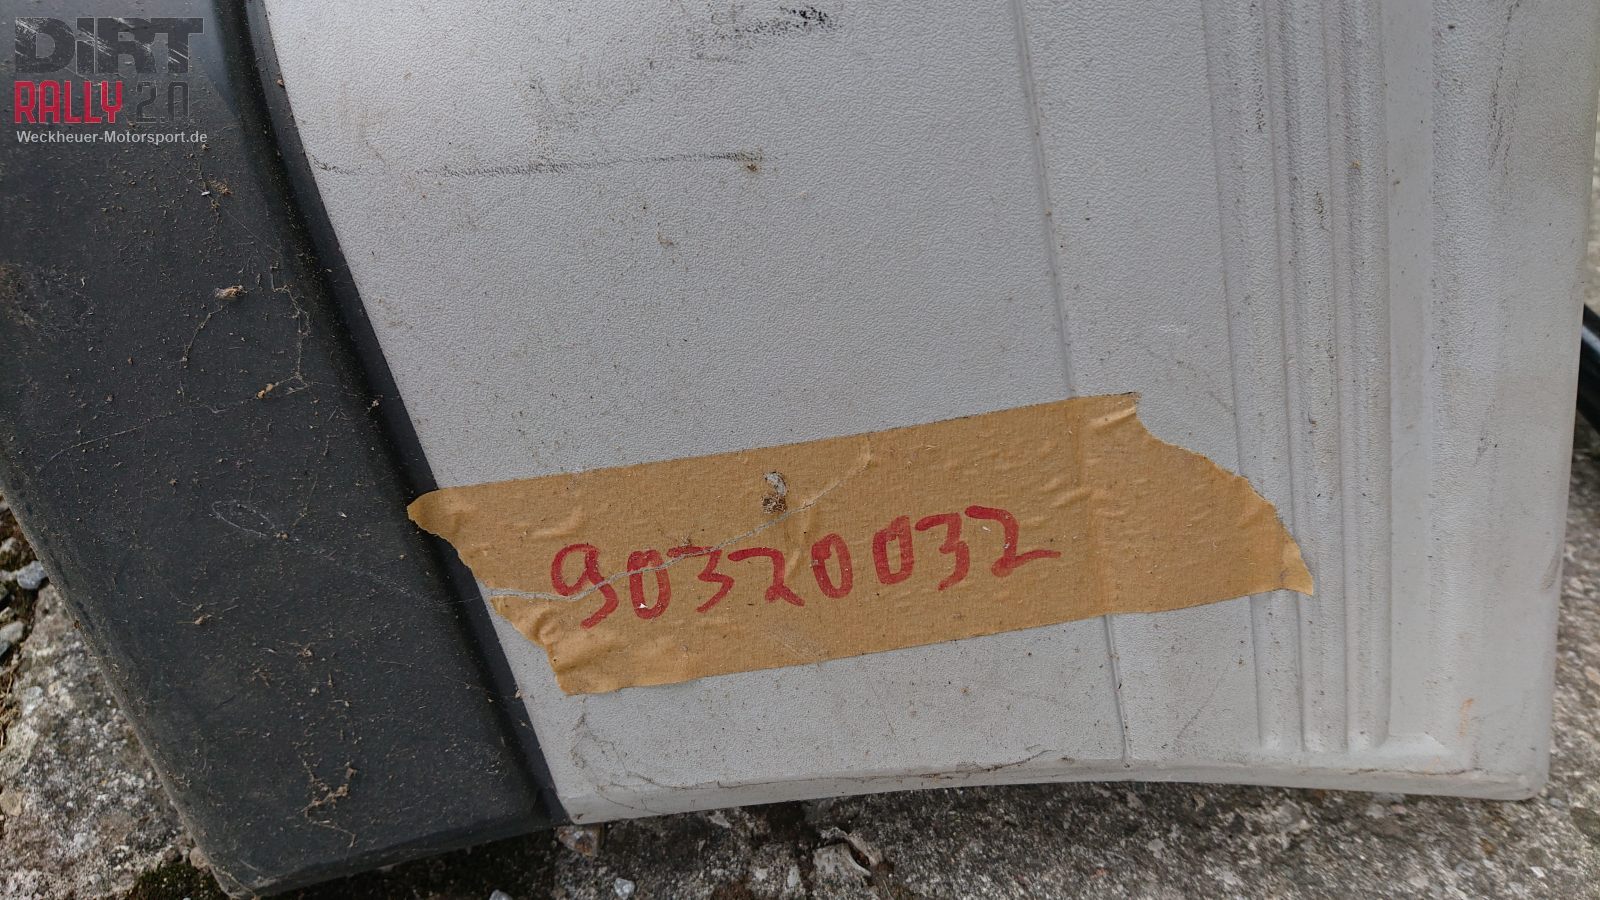 DiRT
RALLY 2.0
Weckheuer-Motorsport.de
90320032